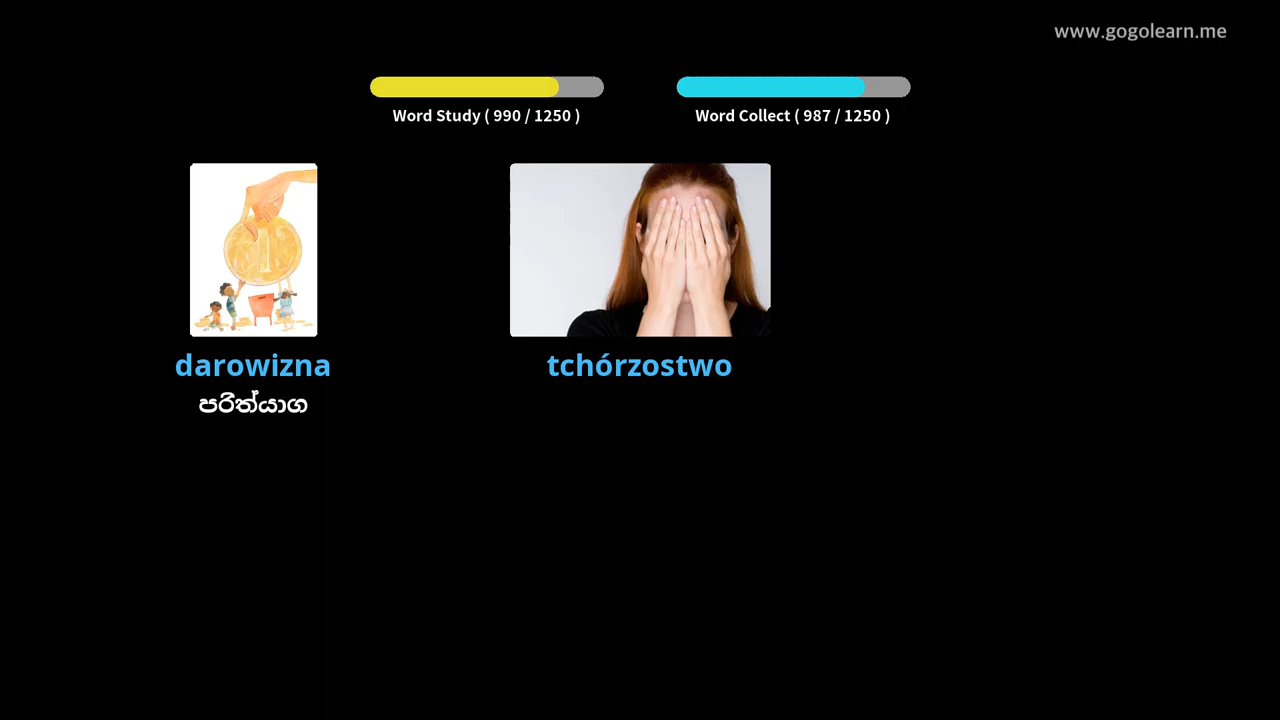 www.gogolearn.me
Word Study ( 990 / 1250 )
Word Collect ( 987 / 1250 )
darowizna
tchórzostwo
පරිත්යාග